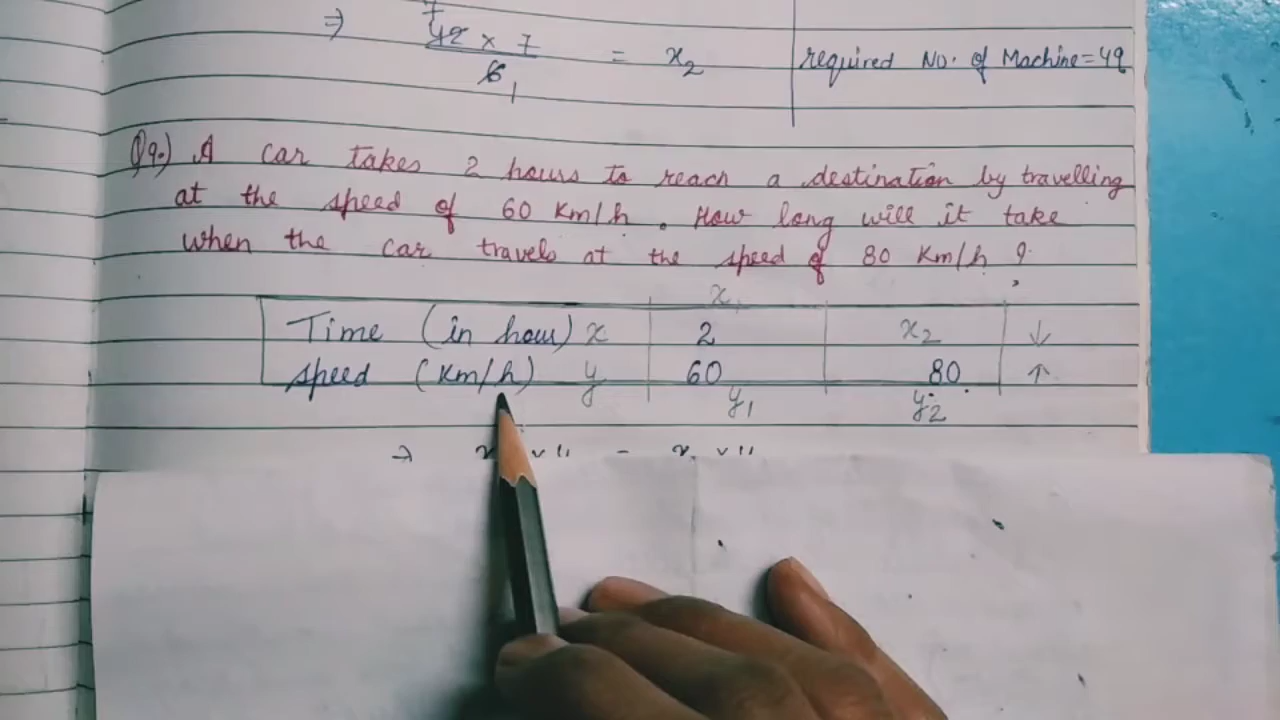 ⇒ 7
42 × 7 = x₂
6 1
required No. of Machine = 49
Q9.) A car takes 2 hours to reach a destination by travelling
at the speed of 60 Km/h. How long will it take
when the car travels at the speed of 80 Km/h ?
x₁
Time (in hour) x 2 x₂ ↓
speed (Km/h) y 60 80 ↑
y₁ y₂